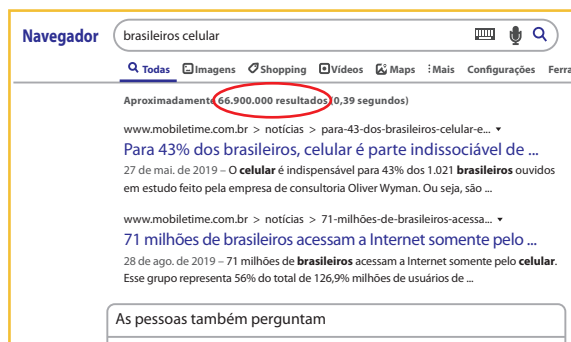 Navegador
brasileiros celular
Todas Imagens Shopping Vídeos Maps Mais Configurações Ferra
Aproximadamente 66.900.000 resultados (0,39 segundos)
www.mobiletime.com.br > notícias > para-43-dos-brasileiros-celular-e...
Para 43% dos brasileiros, celular é parte indissociável de ...
27 de mai. de 2019 – O celular é indispensável para 43% dos 1.021 brasileiros ouvidos
em estudo feito pela empresa de consultoria Oliver Wyman. Ou seja, são ...
www.mobiletime.com.br > notícias > 71-milhões-de-brasileiros-acessa...
71 milhões de brasileiros acessam a Internet somente pelo ...
28 de ago. de 2019 – 71 milhões de brasileiros acessam a Internet somente pelo celular.
Esse grupo representa 56% do total de 126,9% milhões de usuários de ...
As pessoas também perguntam